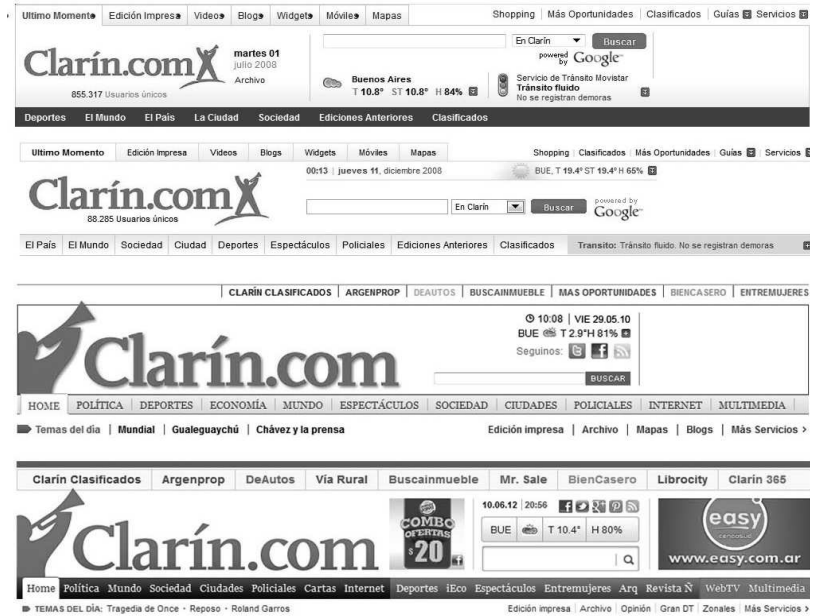 Ultimo Momento Edición Impresa Videos Blogs Widgets Móviles Mapas Shopping Más Oportunidades Clasificados Guías Servicios
Clarín.com martes 01 julio 2008 Archivo
En Clarín Buscar
powered by Google
855.317 Usuarios únicos
Buenos Aires
T 10.8° ST 10.8° H 84%
Servicio de Tránsito Movistar
Tránsito fluido
No se registran demoras
Deportes El Mundo El País La Ciudad Sociedad Ediciones Anteriores Clasificados
Ultimo Momento Edición Impresa Videos Blogs Widgets Móviles Mapas Shopping Clasificados Más Oportunidades Guías Servicios
00:13 jueves 11, diciembre 2008 BUE, T 19.4° ST 19.4° H 65%
Clarín.com
88.285 Usuarios únicos
En Clarín Buscar powered by Google
El País El Mundo Sociedad Ciudad Deportes Espectáculos Policiales Ediciones Anteriores Clasificados Transito: Tránsito fluido. No se registran demoras
CLARÍN CLASIFICADOS ARGENPROP DEAUTOS BUSCAINMUEBLE MAS OPORTUNIDADES BIENCASERO ENTREMUJERES
Clarín.com
10:08 VIE 29.05.10
BUE T 2.9°H 81%
Seguinos:
BUSCAR
HOME POLÍTICA DEPORTES ECONOMÍA MUNDO ESPECTÁCULOS SOCIEDAD CIUDADES POLICIALES INTERNET MULTIMEDIA
Temas del día Mundial Gualeguaychú Chávez y la prensa Edición impresa Archivo Mapas Blogs Más Servicios >
Clarín Clasificados Argenprop DeAutos Vía Rural Buscainmueble Mr. Sale BienCasero Librocity Clarín 365
Clarín.com
COMBO OFERTAS $20
10.06.12 20:56
BUE T 10.4° H 80%
easy
cencosud
www.easy.com.ar
Home Política Mundo Sociedad Ciudades Policiales Cartas Internet Deportes iEco Espectáculos Entremujeres Arq Revista Ñ WebTV Multimedia
TEMAS DEL DÍA: Tragedia de Once - Reposo - Roland Garros Edición impresa Archivo Opinión Gran DT Zonales Más Servicios >